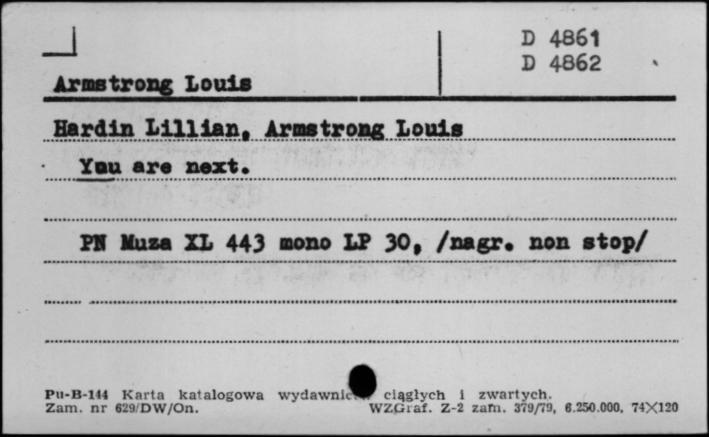 D 4861
D 4862
Armstrong Louis
Hardin Lillian, Armstrong Louis
You are next.
PN Muza XL 443 mono LP 30, /nagr. non stop/
Pu-B-144 Karta katalogowa ciągłych i zwartych.
Zam. nr 629/DW/On. WZGraf. Z-2 zam. 379/79, 6.250.000, 74×120